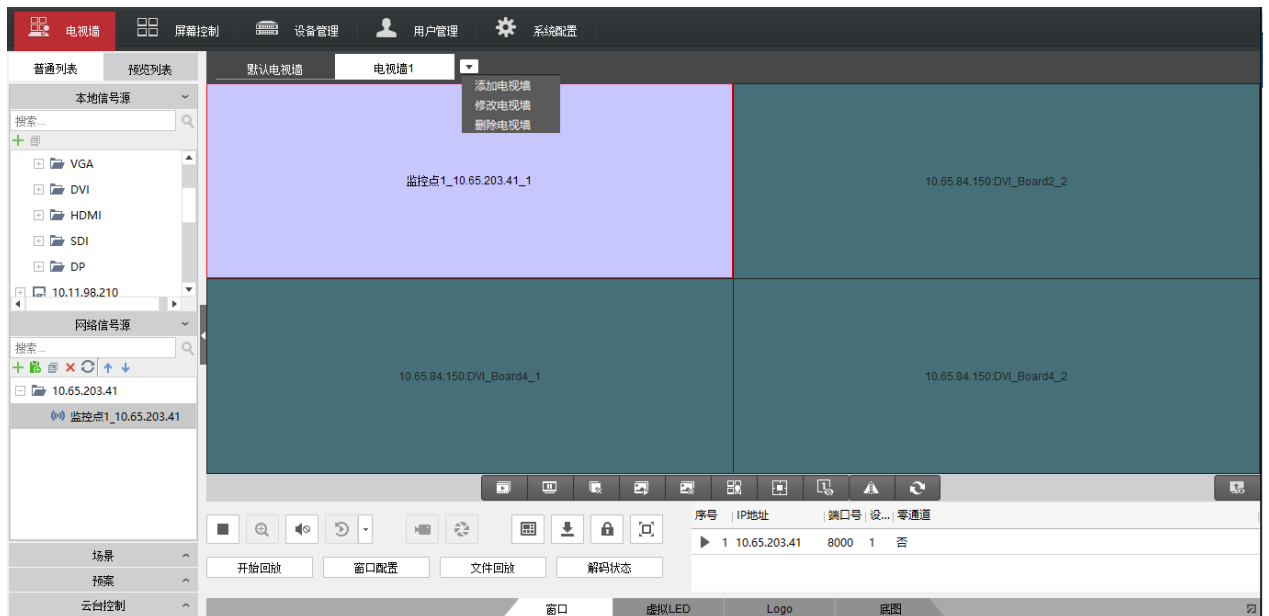 电视墙 屏幕控制 设备管理 用户管理 系统配置
普通列表 预览列表 默认电视墙 电视墙1
添加电视墙
修改电视墙
删除电视墙
本地信号源
搜索...
VGA
DVI
HDMI
SDI
DP
10.11.98.210
网络信号源
搜索...
10.65.203.41
监控点1_10.65.203.41
场景
预案
云台控制
监控点1_10.65.203.41_1
10.65.84.150:DVI_Board2_2
10.65.84.150:DVI_Board4_1
10.65.84.150:DVI_Board4_2
开始回放 窗口配置 文件回放 解码状态
序号 IP地址 端口号 设... 零通道
1 10.65.203.41 8000 1 否
窗口 虚拟LED Logo 底图